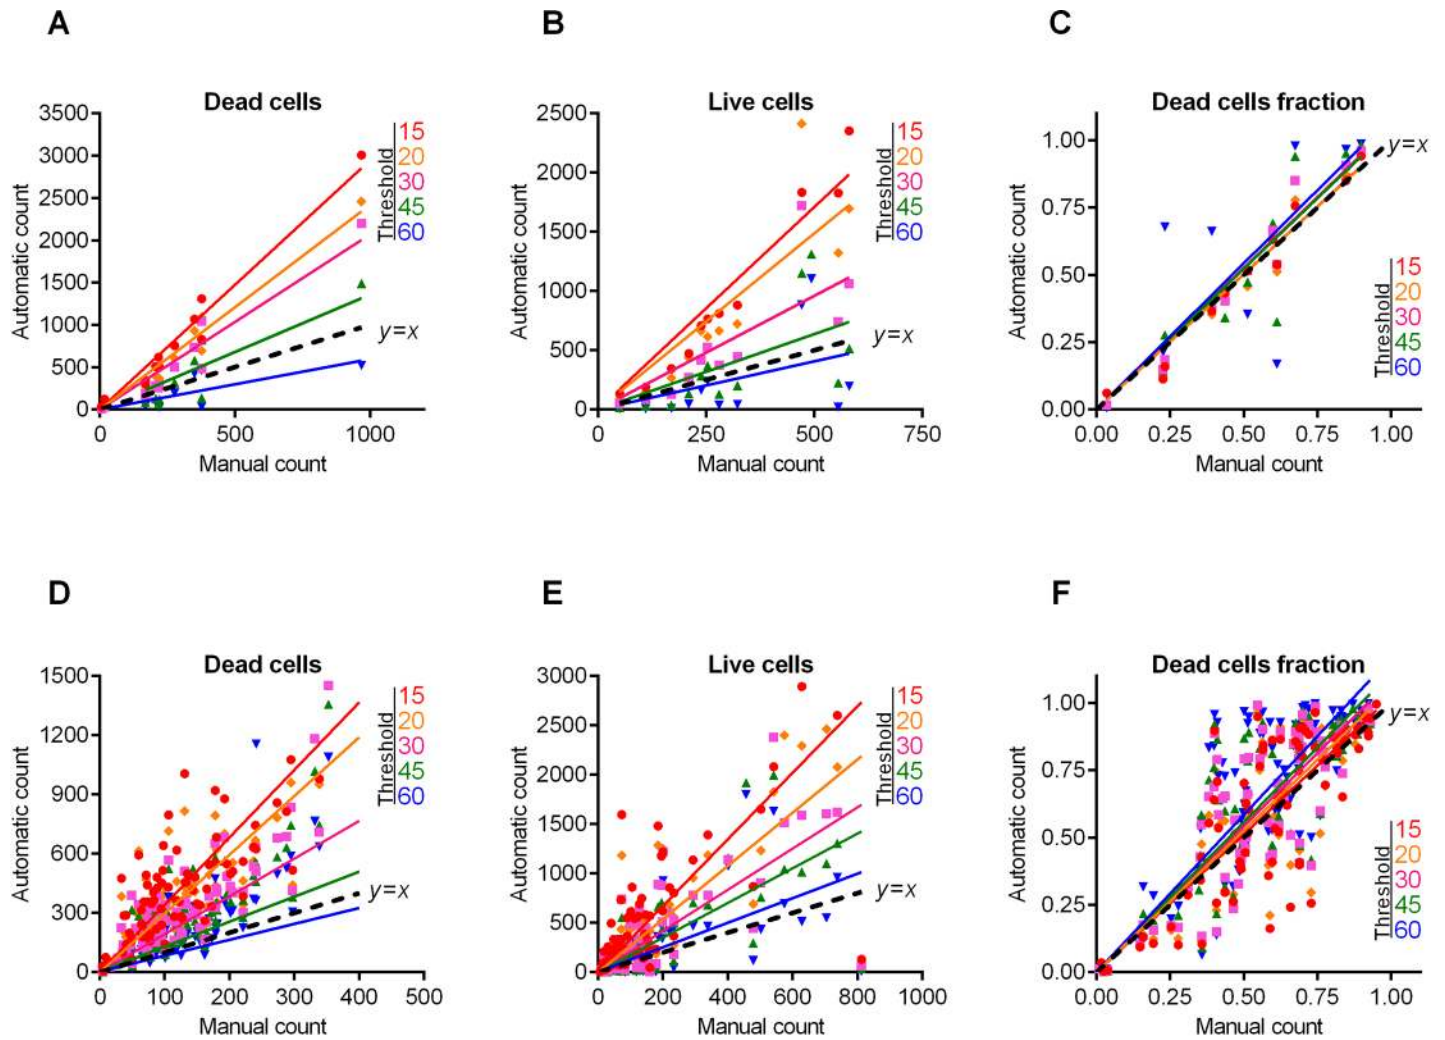 A
Dead cells
3500
3000
2500
2000
1500
1000
500
0
0
500
1000
Automatic count
Manual count
Threshold
15
20
30
45
60
y=x
B
Live cells
2500
2000
1500
1000
500
0
0
250
500
750
Automatic count
Manual count
Threshold
15
20
30
45
60
y=x
C
Dead cells fraction
1.00
0.75
0.50
0.25
0.00
0.00
0.25
0.50
0.75
1.00
Automatic count
Manual count
Threshold
15
20
30
45
60
y=x
D
Dead cells
1500
1200
900
600
300
0
0
100
200
300
400
500
Automatic count
Manual count
Threshold
15
20
30
45
60
y=x
E
Live cells
3000
2500
2000
1500
1000
500
0
0
200
400
600
800
1000
Automatic count
Manual count
Threshold
15
20
30
45
60
y=x
F
Dead cells fraction
1.00
0.75
0.50
0.25
0.00
0.00
0.25
0.50
0.75
1.00
Automatic count
Manual count
Threshold
15
20
30
45
60
y=x